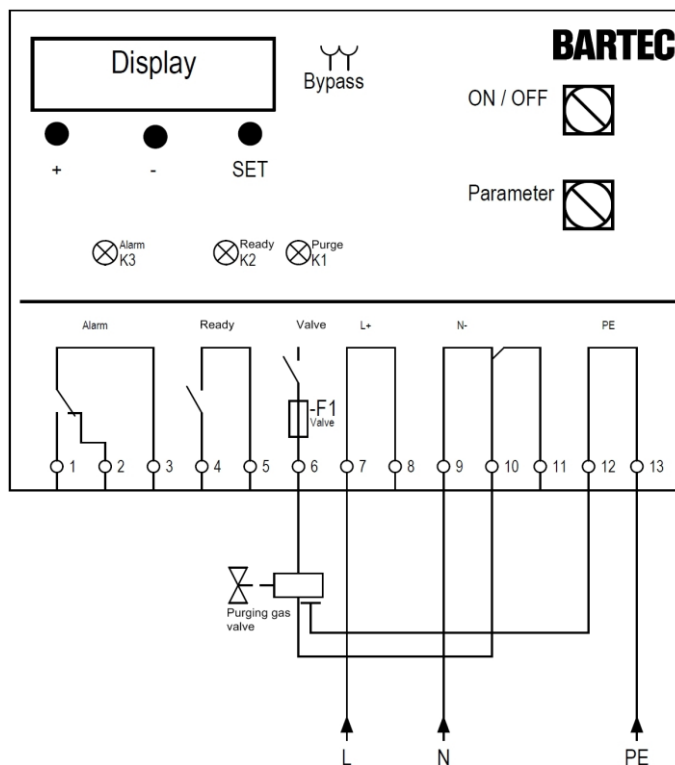 BARTEC
Display
Bypass
ON / OFF
+ - SET
Parameter
Alarm
K3
Ready
K2
Purge
K1
Alarm Ready Valve L+ N- PE
-F1
Valve
1 2 3 4 5 6 7 8 9 10 11 12 13
Purging gas
valve
L N PE